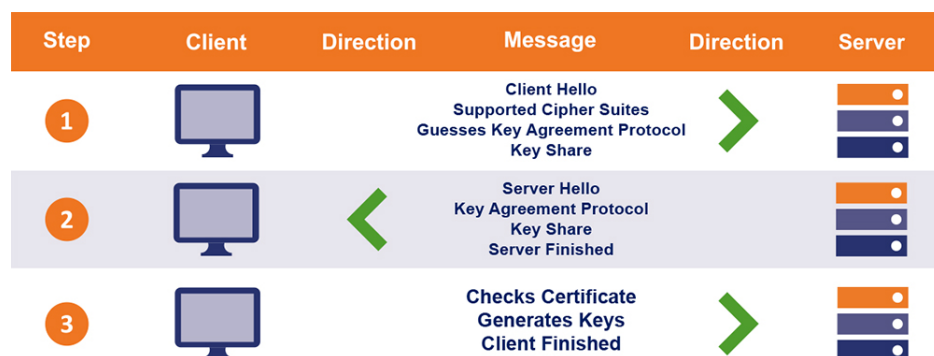 Step Client Direction Message Direction Server
1
Client Hello
Supported Cipher Suites
Guesses Key Agreement Protocol
Key Share
2
Server Hello
Key Agreement Protocol
Key Share
Server Finished
3
Checks Certificate
Generates Keys
Client Finished